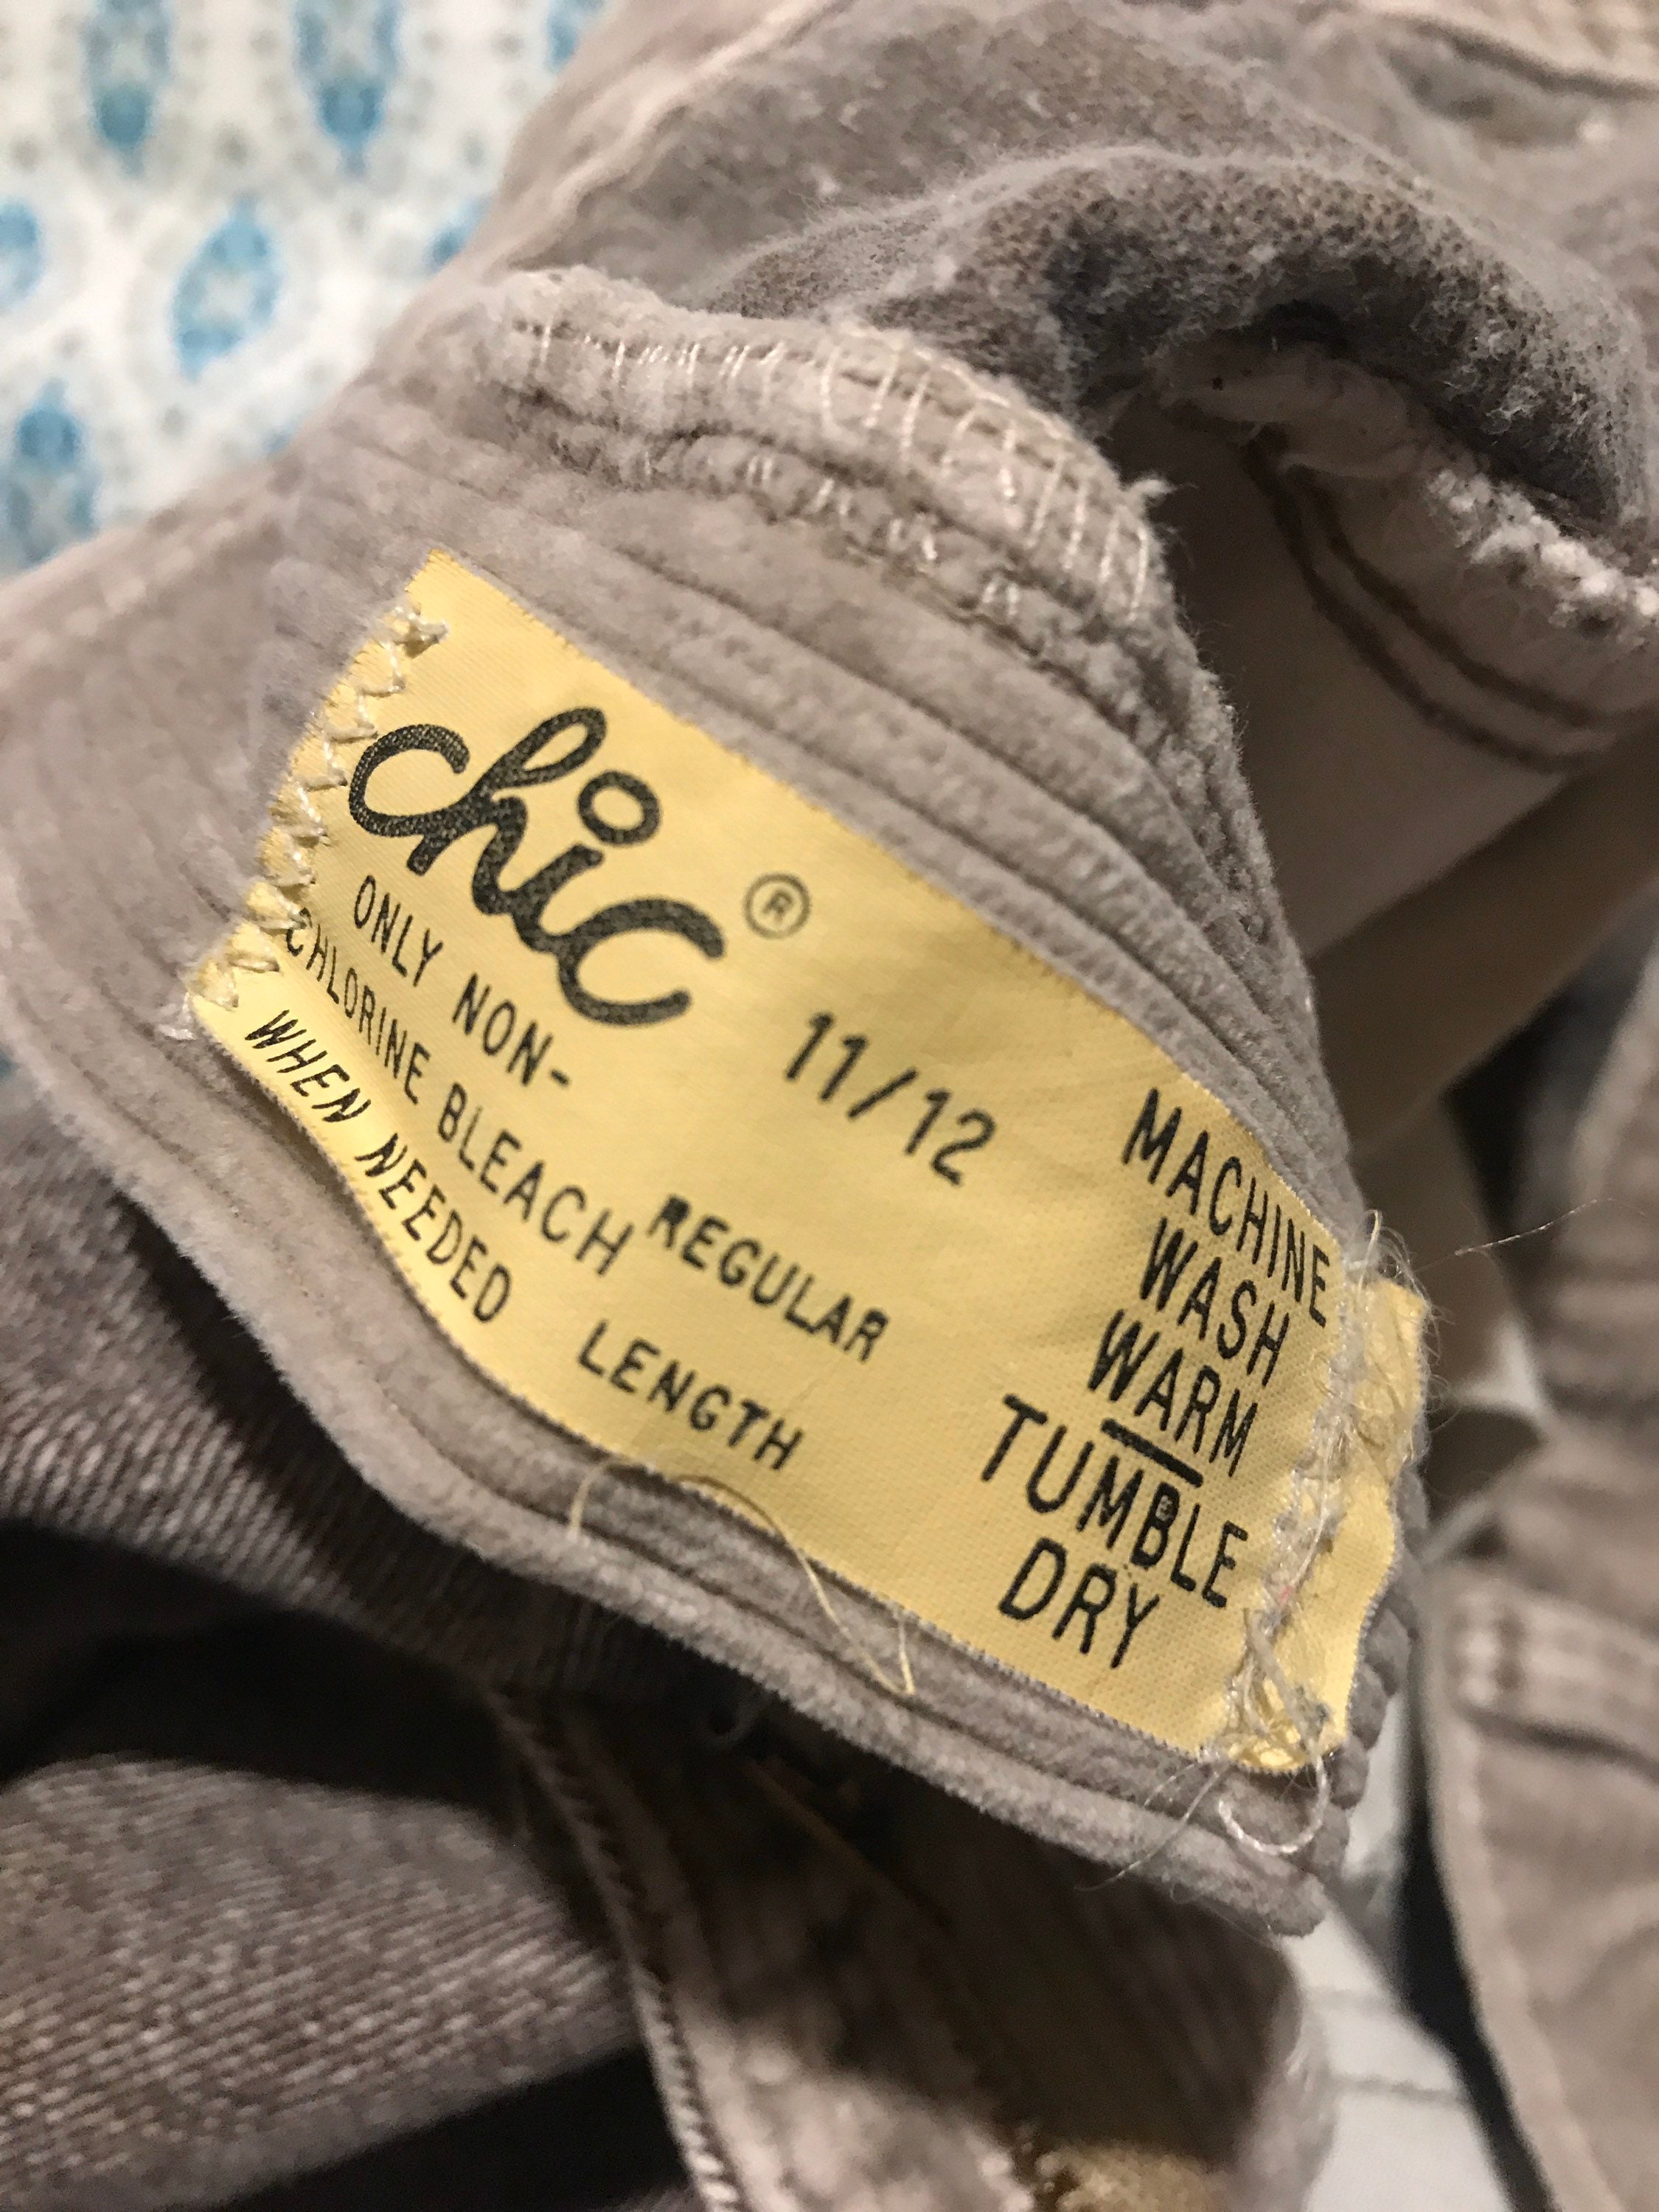 chic ®
11/12
ONLY NON-
CHLORINE BLEACH
WHEN NEEDED
REGULAR
LENGTH
MACHINE
WASH
WARM
TUMBLE
DRY